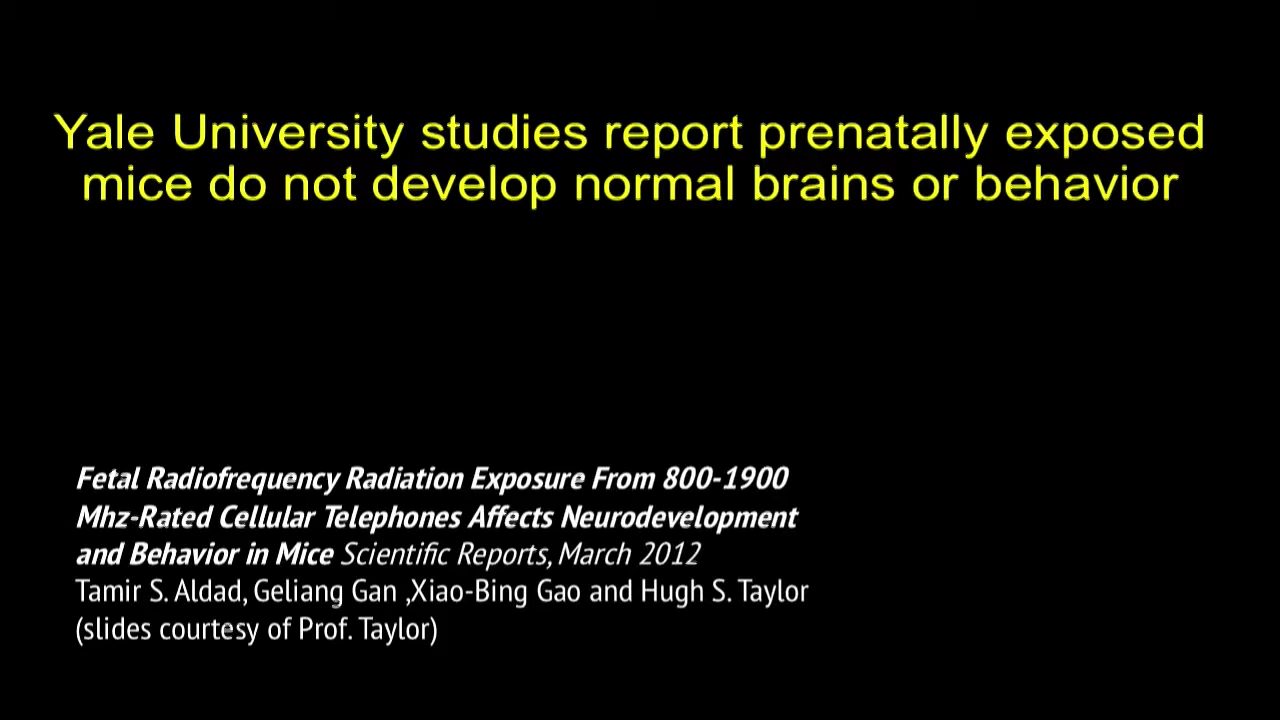 Yale University studies report prenatally exposed
mice do not develop normal brains or behavior
Fetal Radiofrequency Radiation Exposure From 800-1900
Mhz-Rated Cellular Telephones Affects Neurodevelopment
and Behavior in Mice Scientific Reports, March 2012
Tamir S. Aldad, Geliang Gan ,Xiao-Bing Gao and Hugh S. Taylor
(slides courtesy of Prof. Taylor)